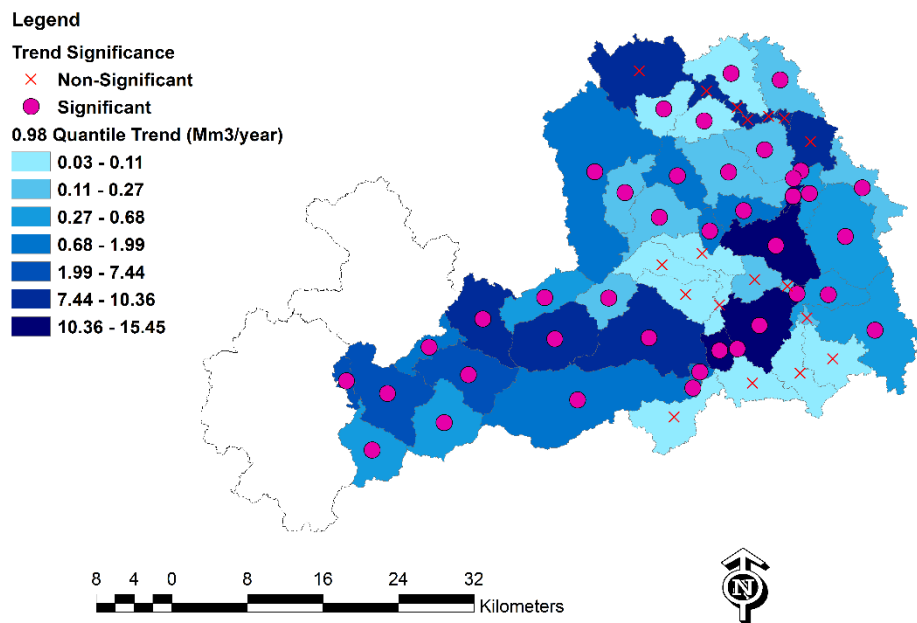 Legend
Trend Significance
Non-Significant
Significant
0.98 Quantile Trend (Mm3/year)
0.03 - 0.11
0.11 - 0.27
0.27 - 0.68
0.68 - 1.99
1.99 - 7.44
7.44 - 10.36
10.36 - 15.45
8 4 0 8 16 24 32
Kilometers
N